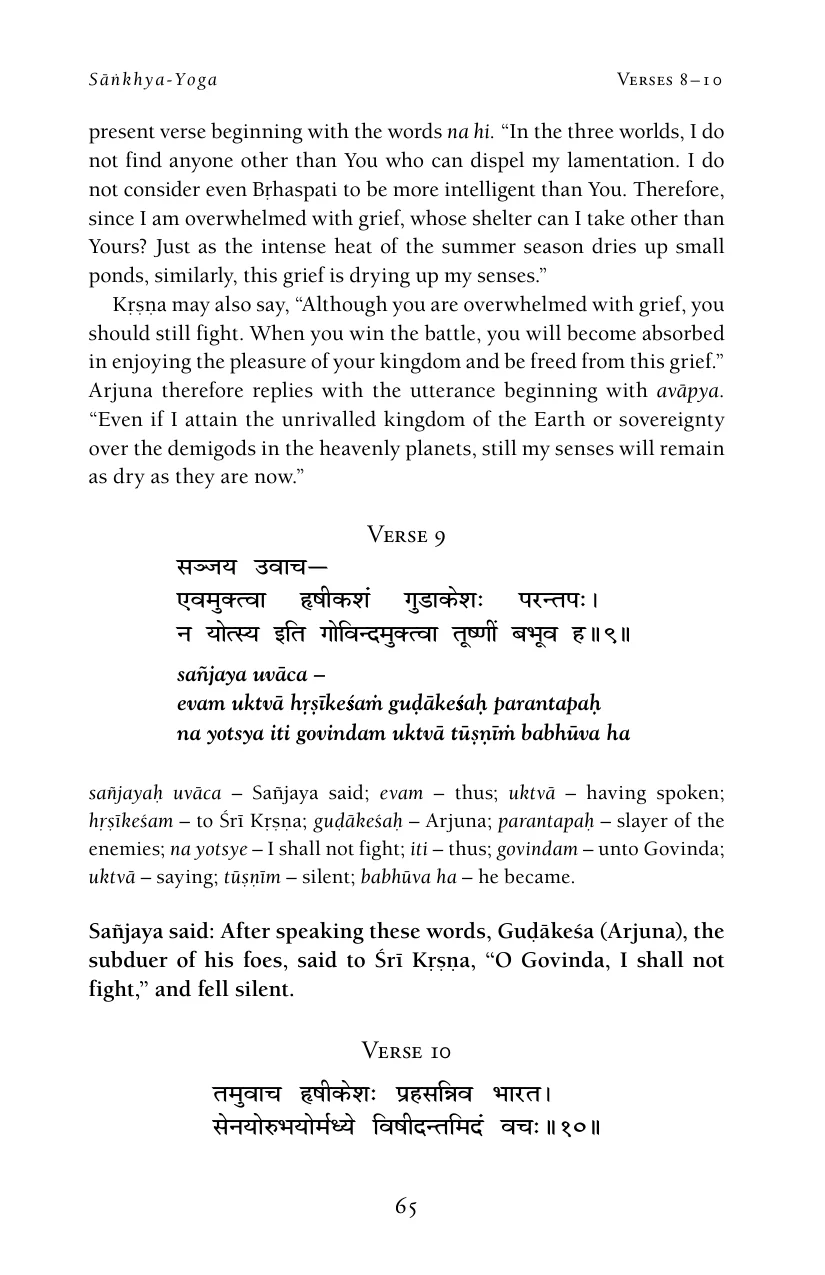 Sāṅkhya-Yoga Verses 8–10
present verse beginning with the words na hi. “In the three worlds, I do
not find anyone other than You who can dispel my lamentation. I do
not consider even Bṛhaspati to be more intelligent than You. Therefore,
since I am overwhelmed with grief, whose shelter can I take other than
Yours? Just as the intense heat of the summer season dries up small
ponds, similarly, this grief is drying up my senses.”
Kṛṣṇa may also say, “Although you are overwhelmed with grief, you
should still fight. When you win the battle, you will become absorbed
in enjoying the pleasure of your kingdom and be freed from this grief.”
Arjuna therefore replies with the utterance beginning with avāpya.
“Even if I attain the unrivalled kingdom of the Earth or sovereignty
over the demigods in the heavenly planets, still my senses will remain
as dry as they are now.”
Verse 9
सञ्जय उवाच—
एवमुक्त्वा हृषीकशं गुडाकेशः परन्तपः।
न योत्स्य इति गोविन्दमुक्त्वा तूष्णीं बभूव ह॥९॥
sañjaya uvāca –
evam uktvā hṛṣīkeśaṁ guḍākeśaḥ parantapaḥ
na yotsya iti govindam uktvā tūṣṇīṁ babhūva ha
sañjayaḥ uvāca – Sañjaya said; evam – thus; uktvā – having spoken;
hṛṣīkeśam – to Śrī Kṛṣṇa; guḍākeśaḥ – Arjuna; parantapaḥ – slayer of the
enemies; na yotsye – I shall not fight; iti – thus; govindam – unto Govinda;
uktvā – saying; tūṣṇīm – silent; babhūva ha – he became.
Sañjaya said: After speaking these words, Guḍākeśa (Arjuna), the
subduer of his foes, said to Śrī Kṛṣṇa, “O Govinda, I shall not
fight,” and fell silent.
Verse 10
तमुवाच हृषीकेशः प्रहसन्निव भारत।
सेनयोरुभयोर्मध्ये विषीदन्तमिदं वचः॥१०॥
65